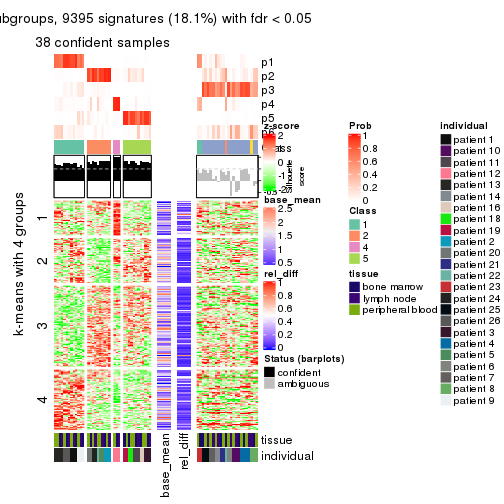 ubgroups, 9395 signatures (18.1%) with fdr < 0.05
38 confident samples
p1
p2
p3
p4
p5
z-score
2
1
0
-1
silhouette
score
base_mean
2.5
2
1.5
1
0.5
rel_diff
1
0.8
0.6
0.4
0.2
0
Status (barplots)
confident
ambiguous
Prob
1
0.8
0.6
0.4
0.2
0
Class
1
2
4
5
tissue
bone marrow
lymph node
peripheral blood
individual
patient 1
patient 10
patient 11
patient 12
patient 13
patient 14
patient 16
patient 18
patient 19
patient 2
patient 20
patient 21
patient 22
patient 23
patient 24
patient 25
patient 26
patient 3
patient 4
patient 5
patient 6
patient 7
patient 8
patient 9
k-means with 4 groups
1
2
3
4
tissue
individual
base_mean
rel_diff